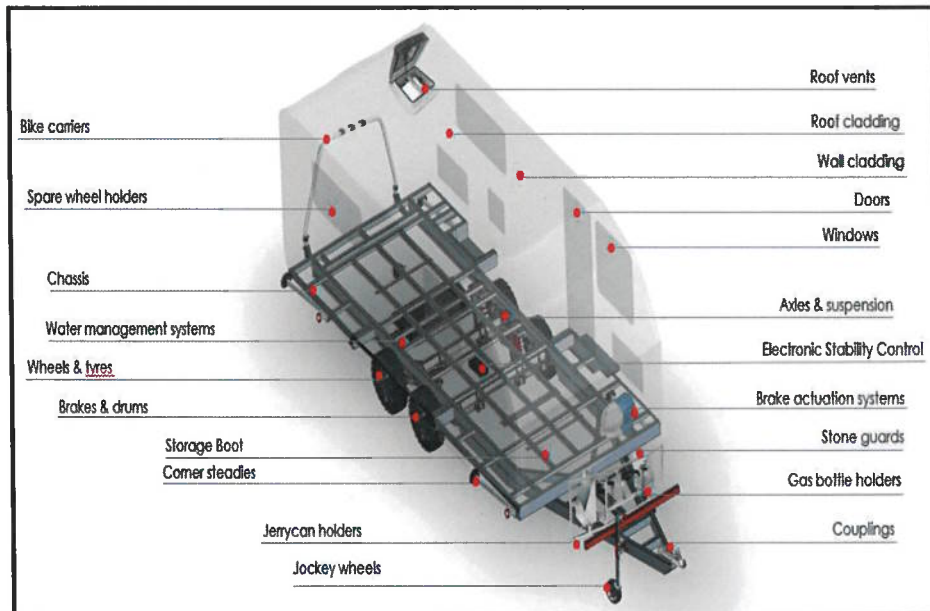 Roof vents
Roof cladding
Bike carriers
Wall cladding
Spare wheel holders
Doors
Windows
Chassis
Axles & suspension
Water management systems
Electronic Stability Control
Wheels & tyres
Brake actuation systems
Brakes & drums
Stone guards
Storage Boot
Corner steadies
Gas bottle holders
Jerrycan holders
Couplings
Jockey wheels